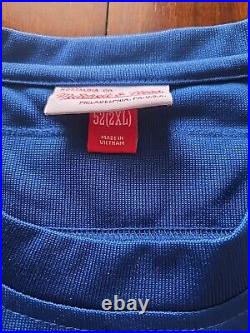 NOSTALGIA CO.
Mitchell & Ness
PHILADELPHIA, PA. U.S.A.
52(2XL)
MADE IN
VIETNAM